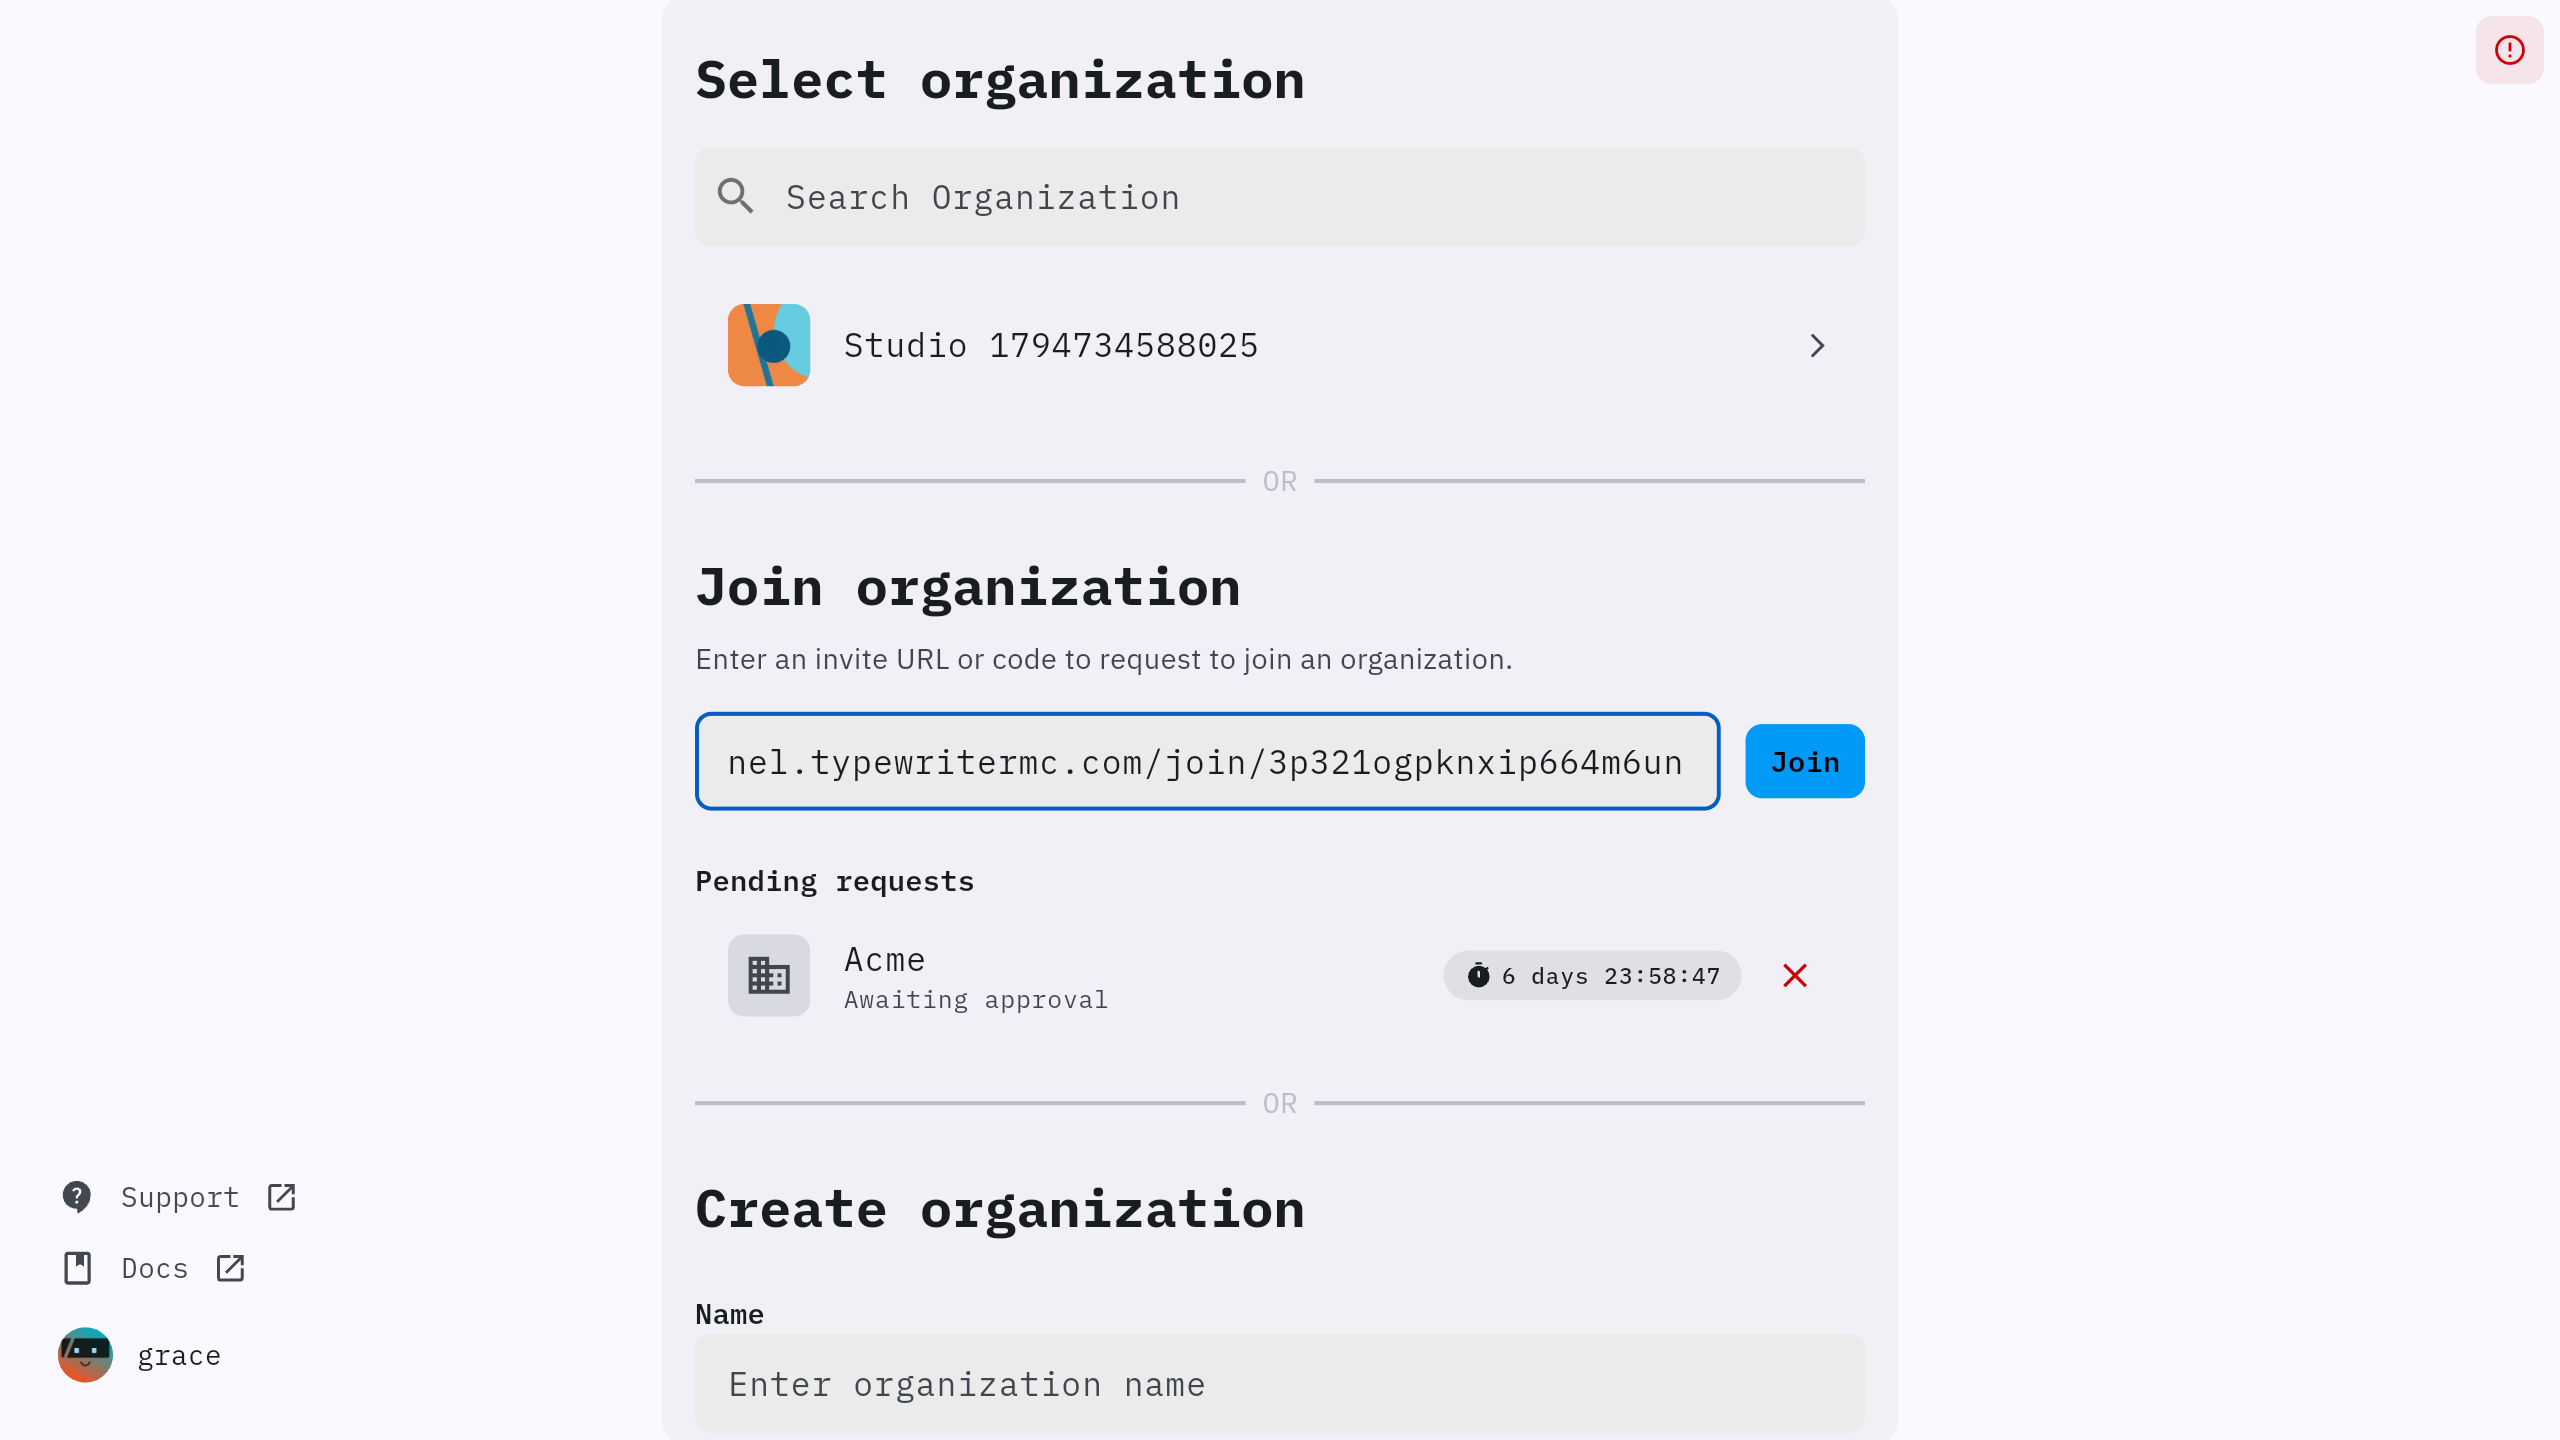 Select organization
Search Organization
Studio 1794734588025
OR
Join organization
Enter an invite URL or code to request to join an organization.
nel.typewritermc.com/join/3p321ogpknxip664m6un
Join
Pending requests
Acme
6 days 23:58:47
Awaiting approval
OR
Create organization
Name
Enter organization name
Support
Docs
grace